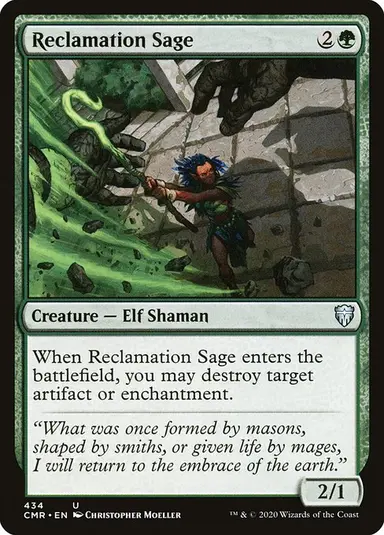 Reclamation Sage 2
Creature — Elf Shaman
When Reclamation Sage enters the
battlefield, you may destroy target
artifact or enchantment.
“What was once formed by masons,
shaped by smiths, or given life by mages,
I will return to the embrace of the earth.”
2/1
434 U
CMR • EN Christopher Moeller ™ & © 2020 Wizards of the Coast